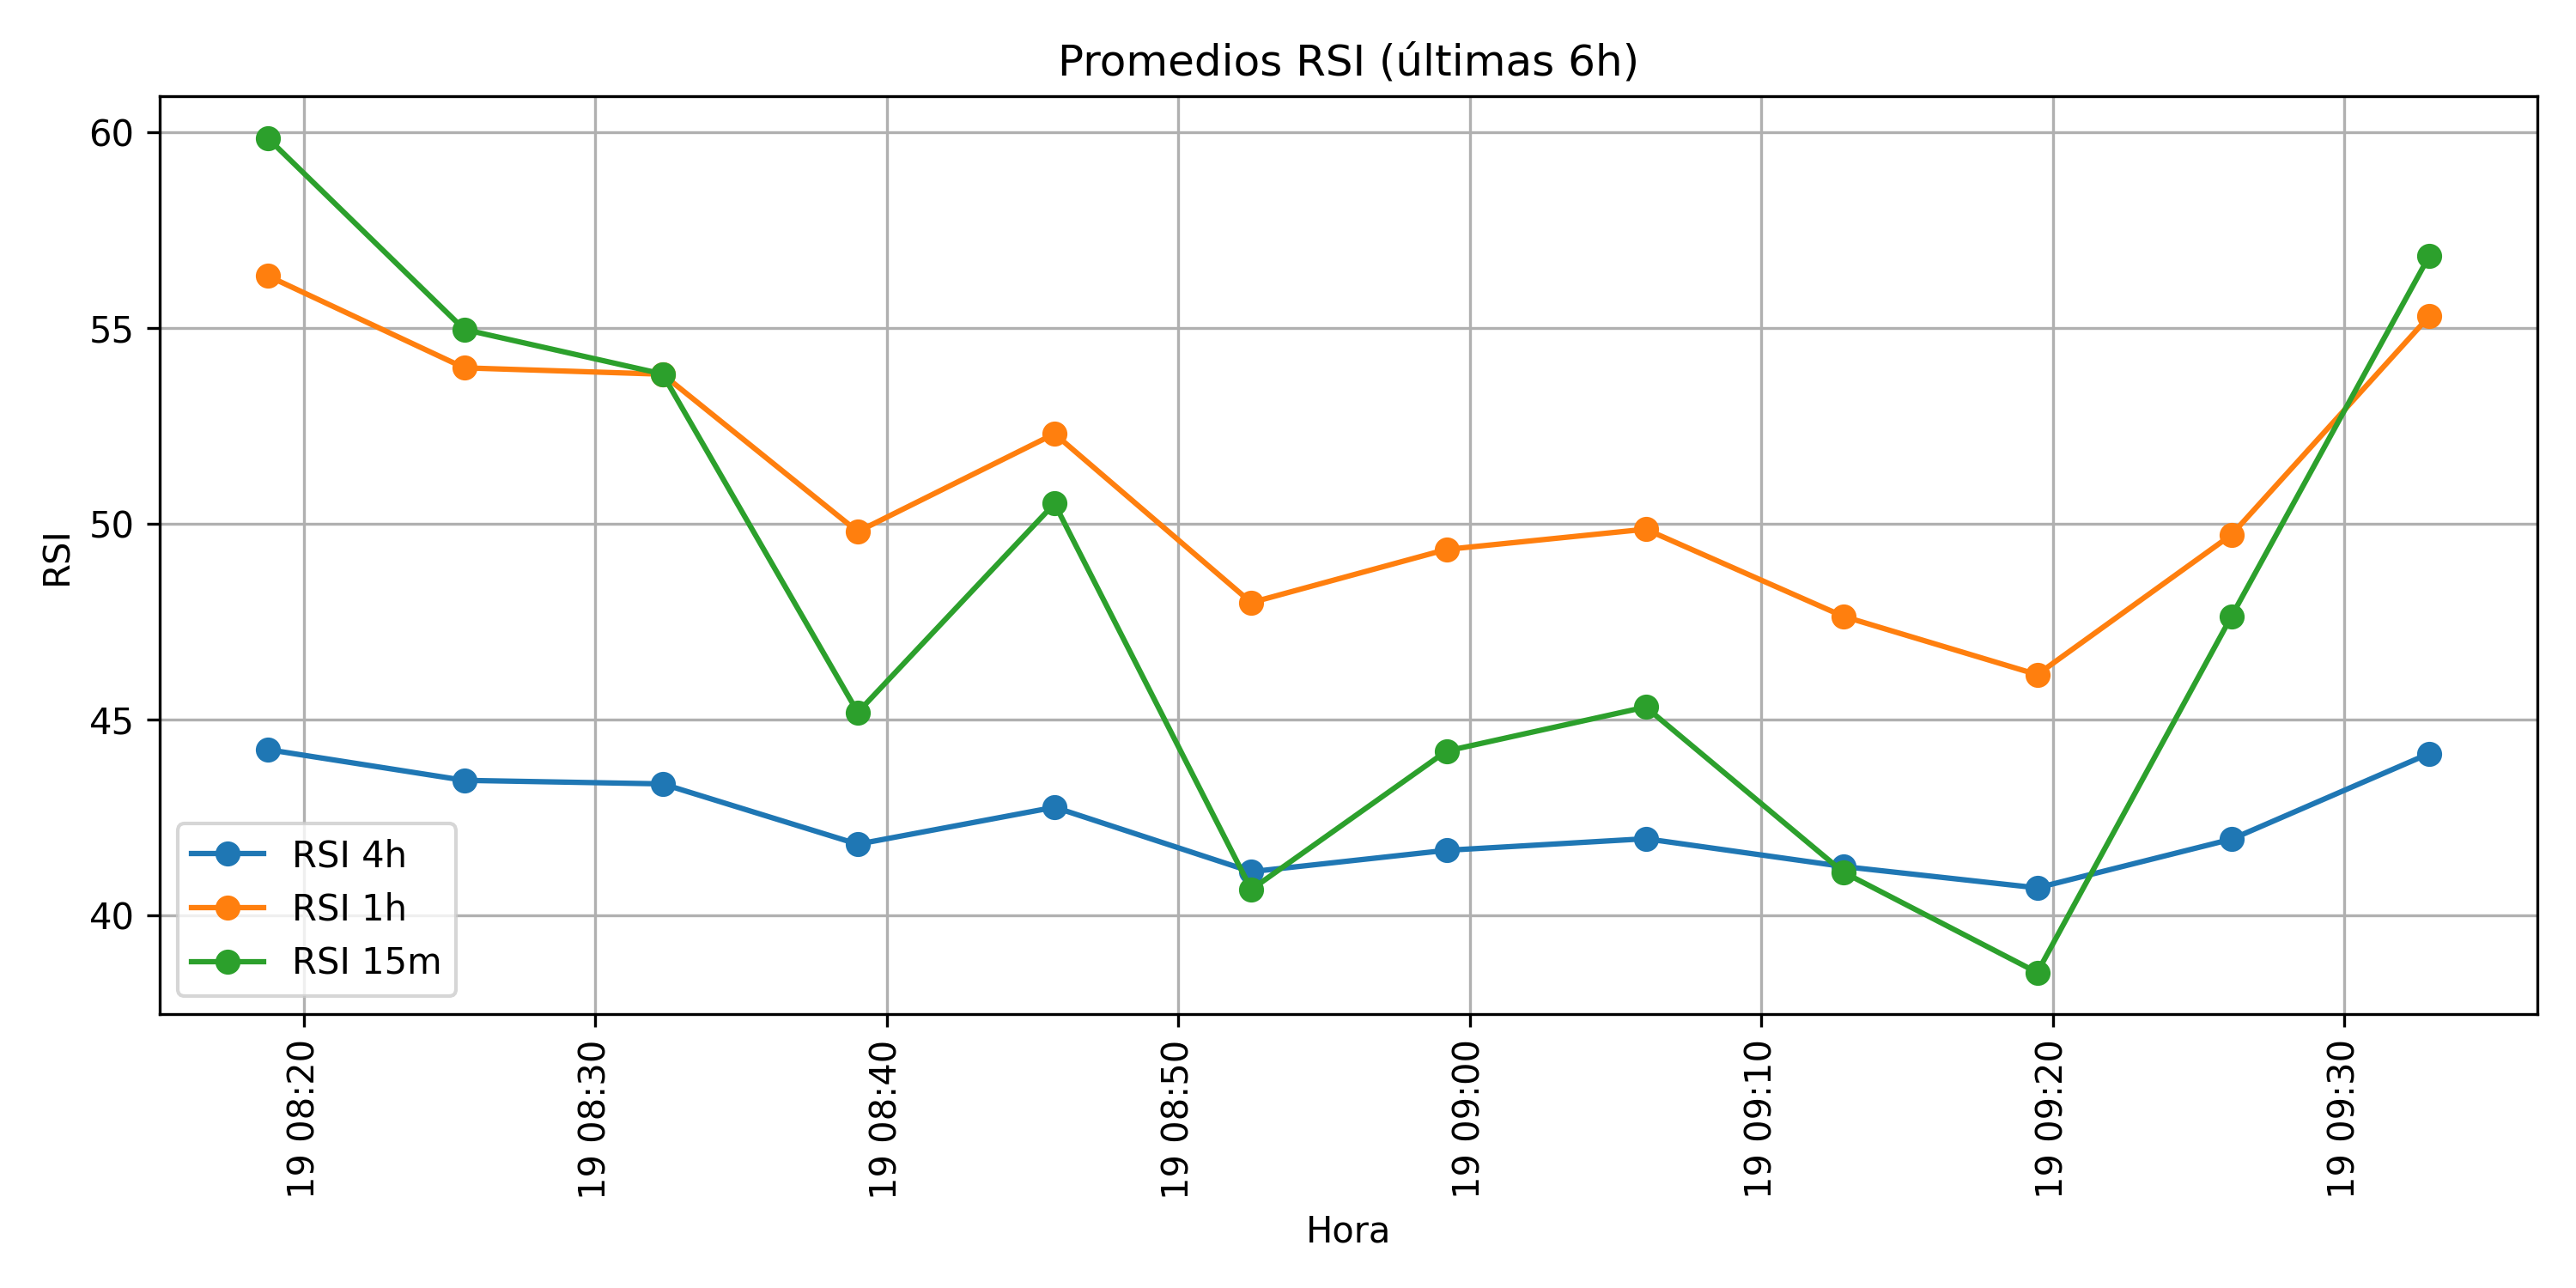 Promedios RSI (últimas 6h)
60
55
50
45
40
RSI
RSI 4h
RSI 1h
RSI 15m
19 08:20
19 08:30
19 08:40
19 08:50
19 09:00
19 09:10
19 09:20
19 09:30
Hora